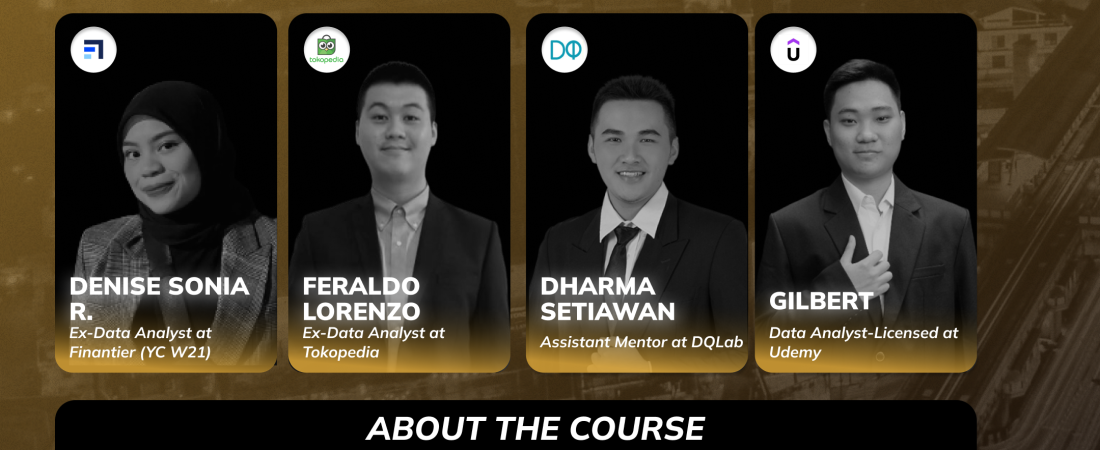 tokopedia
DQ
U
DENISE SONIA
R.
Ex-Data Analyst at
Finantier (YC W21)
FERALDO
LORENZO
Ex-Data Analyst at
Tokopedia
DHARMA
SETIAWAN
Assistant Mentor at DQLab
GILBERT
Data Analyst-Licensed at
Udemy
ABOUT THE COURSE